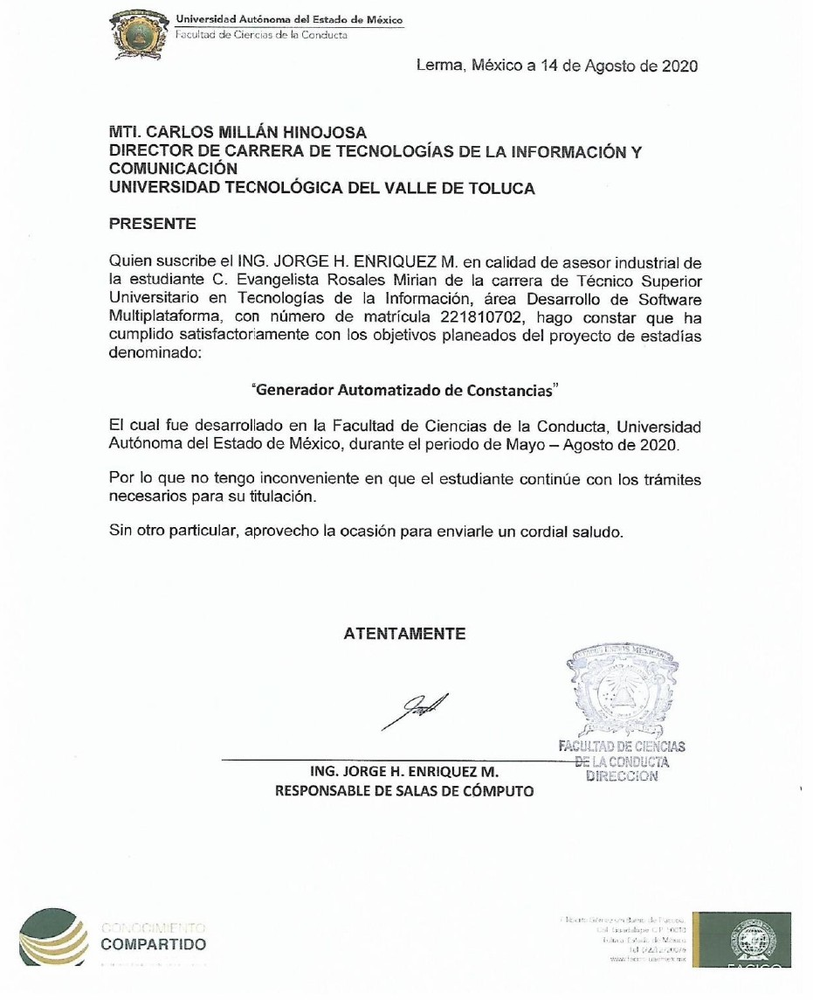 Universidad Autónoma del Estado de México
Facultad de Ciencias de la Conducta
Lerma, México a 14 de Agosto de 2020
MTI. CARLOS MILLÁN HINOJOSA
DIRECTOR DE CARRERA DE TECNOLOGÍAS DE LA INFORMACIÓN Y
COMUNICACIÓN
UNIVERSIDAD TECNOLÓGICA DEL VALLE DE TOLUCA
PRESENTE
Quien suscribe el ING. JORGE H. ENRIQUEZ M. en calidad de asesor industrial de
la estudiante C. Evangelista Rosales Mirian de la carrera de Técnico Superior
Universitario en Tecnologías de la Información, área Desarrollo de Software
Multiplataforma, con número de matrícula 221810702, hago constar que ha
cumplido satisfactoriamente con los objetivos planeados del proyecto de estadías
denominado:
“Generador Automatizado de Constancias”
El cual fue desarrollado en la Facultad de Ciencias de la Conducta, Universidad
Autónoma del Estado de México, durante el periodo de Mayo – Agosto de 2020.
Por lo que no tengo inconveniente en que el estudiante continúe con los trámites
necesarios para su titulación.
Sin otro particular, aprovecho la ocasión para enviarle un cordial saludo.
ATENTAMENTE
ESTADOS UNIDOS MEXICANOS
FACULTAD DE CIENCIAS
DE LA CONDUCTA
DIRECCION
ING. JORGE H. ENRIQUEZ M.
RESPONSABLE DE SALAS DE CÓMPUTO
CONOCIMIENTO
COMPARTIDO
Toluca, Estado de México
FACICO